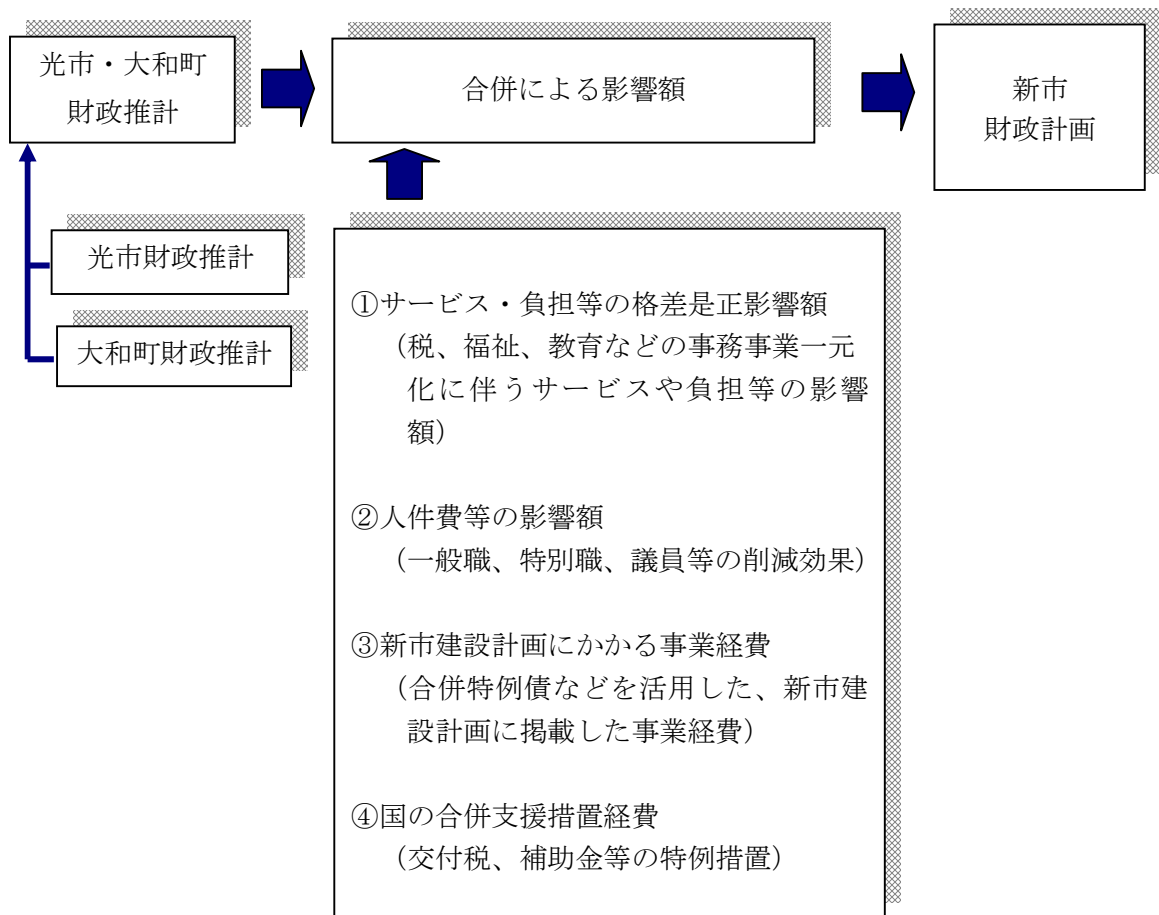 光市・大和町
財政推計
合併による影響額
新市
財政計画
光市財政推計
大和町財政推計
①サービス・負担等の格差是正影響額
（税、福祉、教育などの事務事業一元
化に伴うサービスや負担等の影響
額）
②人件費等の影響額
（一般職、特別職、議員等の削減効果）
③新市建設計画にかかる事業経費
（合併特例債などを活用した、新市建
設計画に掲載した事業経費）
④国の合併支援措置経費
（交付税、補助金等の特例措置）